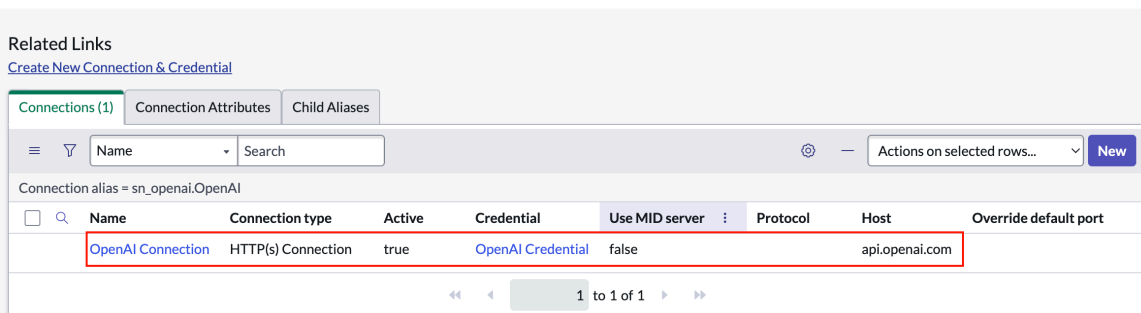 Related Links
Create New Connection & Credential
Connections (1) Connection Attributes Child Aliases
Name Search Actions on selected rows... New
Connection alias = sn_openai.OpenAI
Name Connection type Active Credential Use MID server Protocol Host Override default port
OpenAI Connection HTTP(s) Connection true OpenAI Credential false api.openai.com
1 to 1 of 1